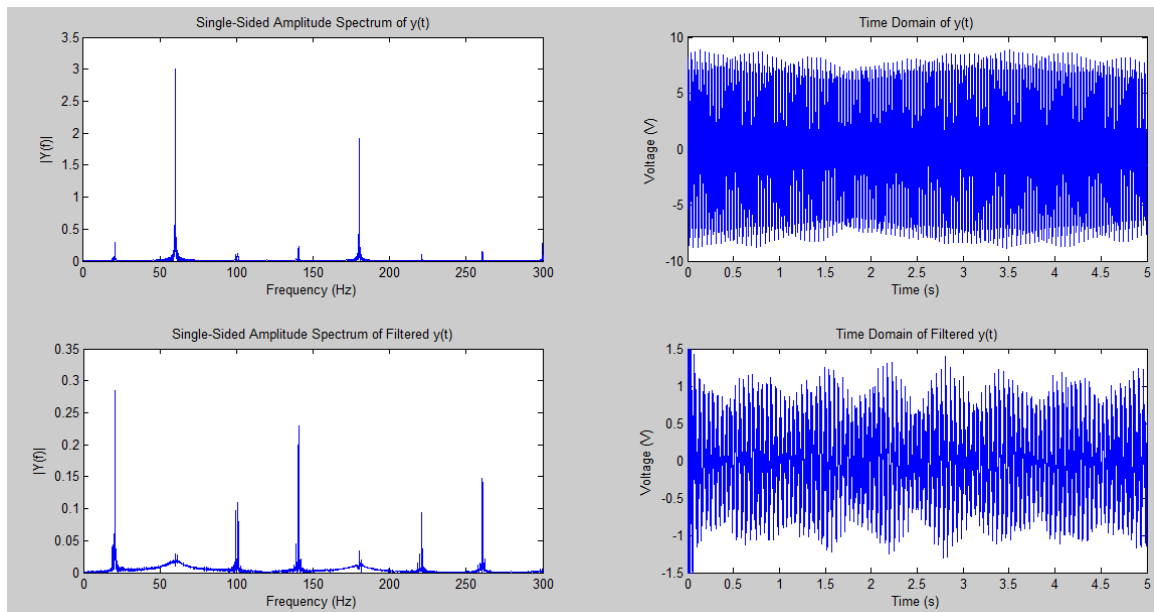 Single-Sided Amplitude Spectrum of y(t)
3.5
3
2.5
2
1.5
1
0.5
0
|Y(f)|
0 50 100 150 200 250 300
Frequency (Hz)
Time Domain of y(t)
10
5
0
-5
-10
Voltage (V)
0 0.5 1 1.5 2 2.5 3 3.5 4 4.5 5
Time (s)
Single-Sided Amplitude Spectrum of Filtered y(t)
0.35
0.3
0.25
0.2
0.15
0.1
0.05
0
|Y(f)|
0 50 100 150 200 250 300
Frequency (Hz)
Time Domain of Filtered y(t)
1.5
1
0.5
0
-0.5
-1
-1.5
Voltage (V)
0 0.5 1 1.5 2 2.5 3 3.5 4 4.5 5
Time (s)